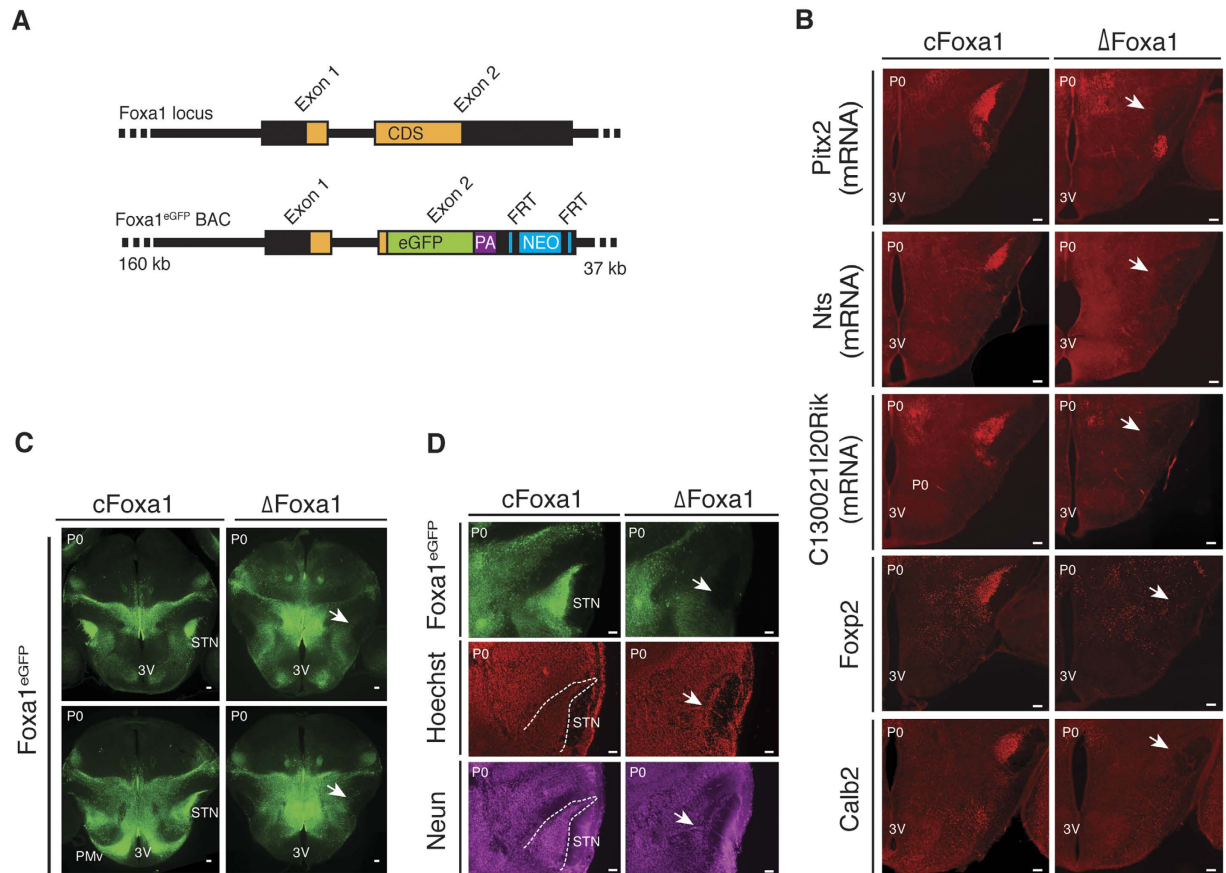 A
Exon 1
Exon 2
Foxa1 locus
CDS
Exon 1
Exon 2
FRT
FRT
Foxa1eGFP BAC
eGFP
PA
NEO
160 kb
37 kb
B
cFoxa1
ΔFoxa1
Pitx2
(mRNA)
P0
3V
P0
3V
Nts
(mRNA)
P0
3V
P0
3V
C130021I20Rik
(mRNA)
P0
P0
3V
P0
3V
Foxp2
P0
3V
P0
3V
Calb2
P0
3V
P0
3V
C
cFoxa1
ΔFoxa1
Foxa1eGFP
P0
STN
3V
P0
3V
P0
STN
PMv
3V
P0
3V
D
cFoxa1
ΔFoxa1
Foxa1eGFP
P0
STN
P0
Hoechst
P0
STN
P0
Neun
P0
STN
P0